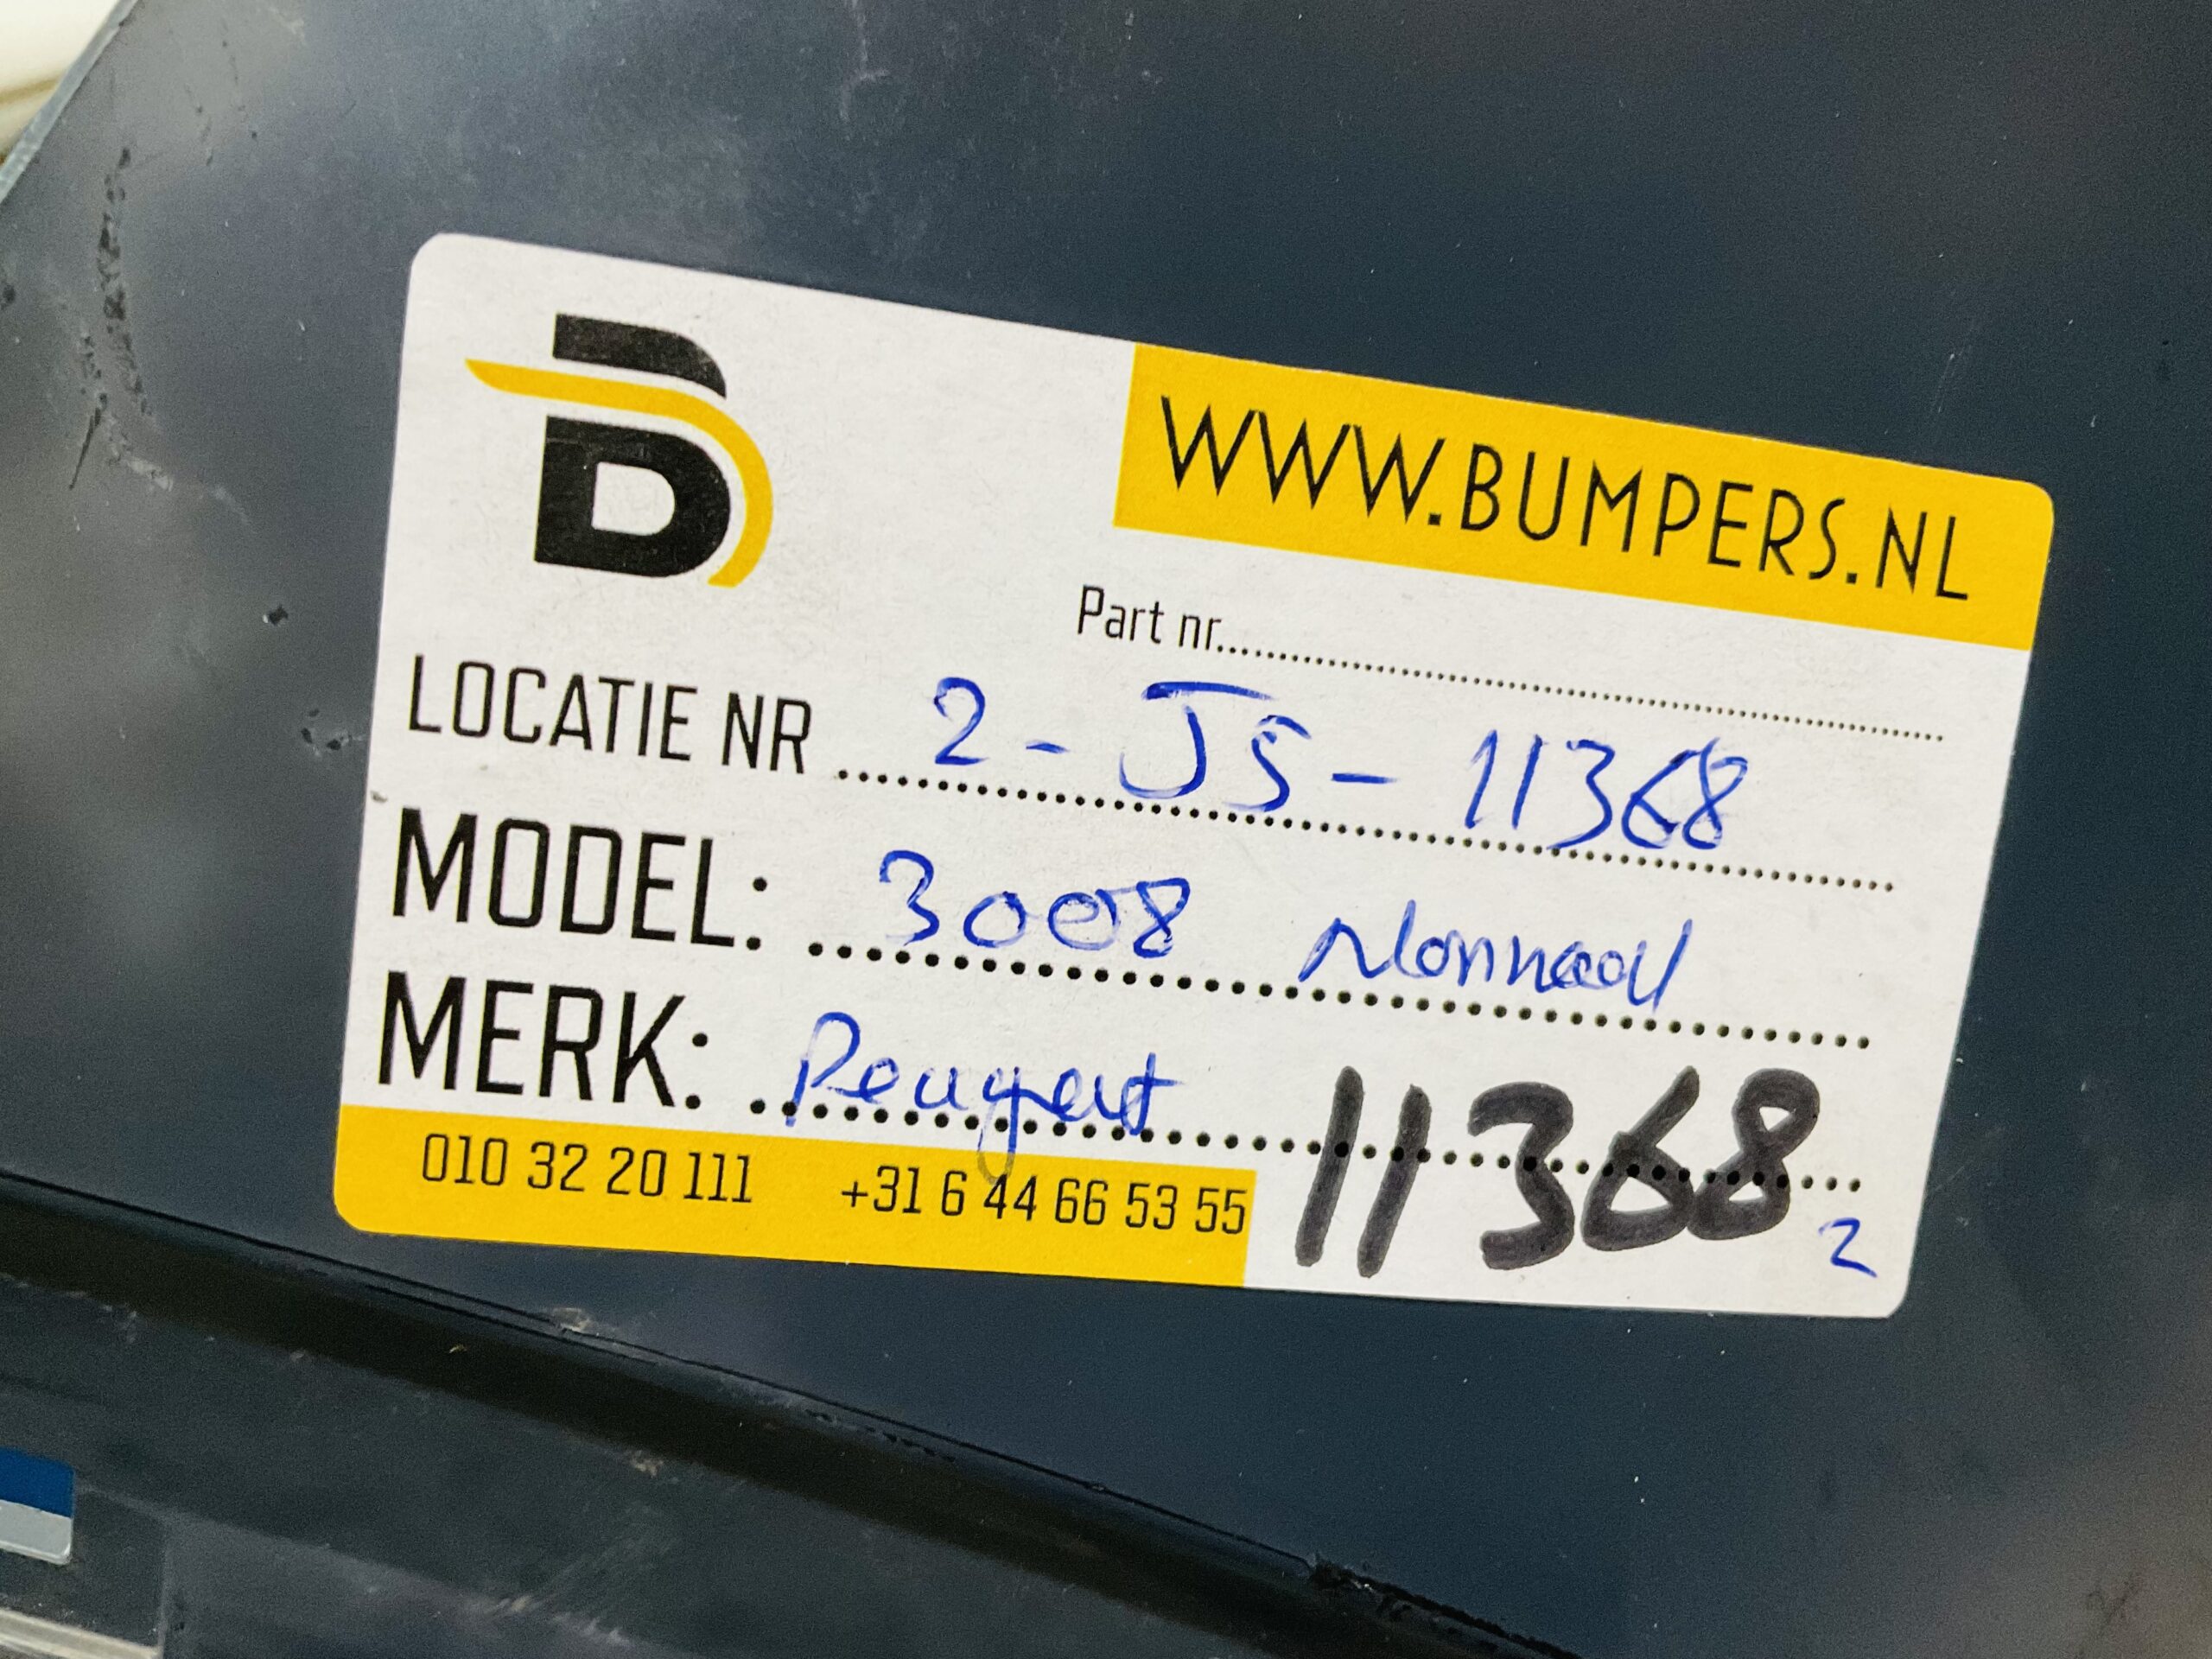 B
WWW.BUMPERS.NL
Part nr.
LOCATIE NR 2-JS-11368
MODEL: 3008
MERK: Peugeot
11368
2
010 32 20 111 +31 6 44 66 53 55